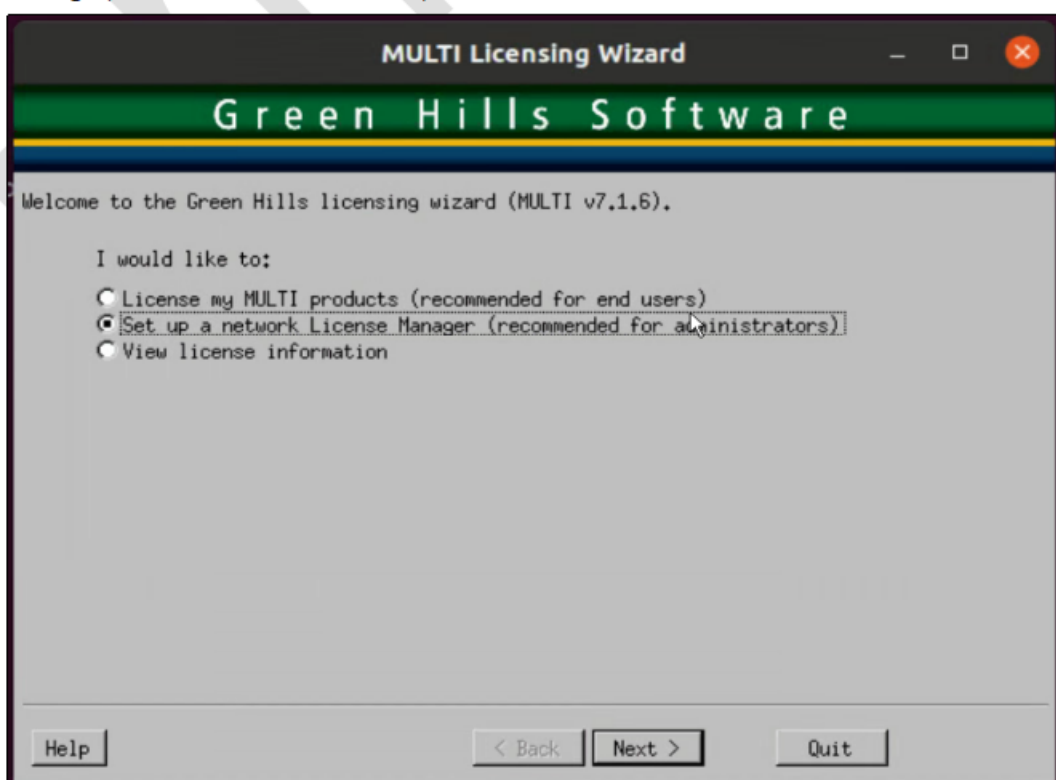 MULTI Licensing Wizard
Green Hills Software
Welcome to the Green Hills licensing wizard (MULTI v7.1.6).
I would like to:
License my MULTI products (recommended for end users)
Set up a network License Manager (recommended for administrators)
View license information
Help
< Back
Next >
Quit